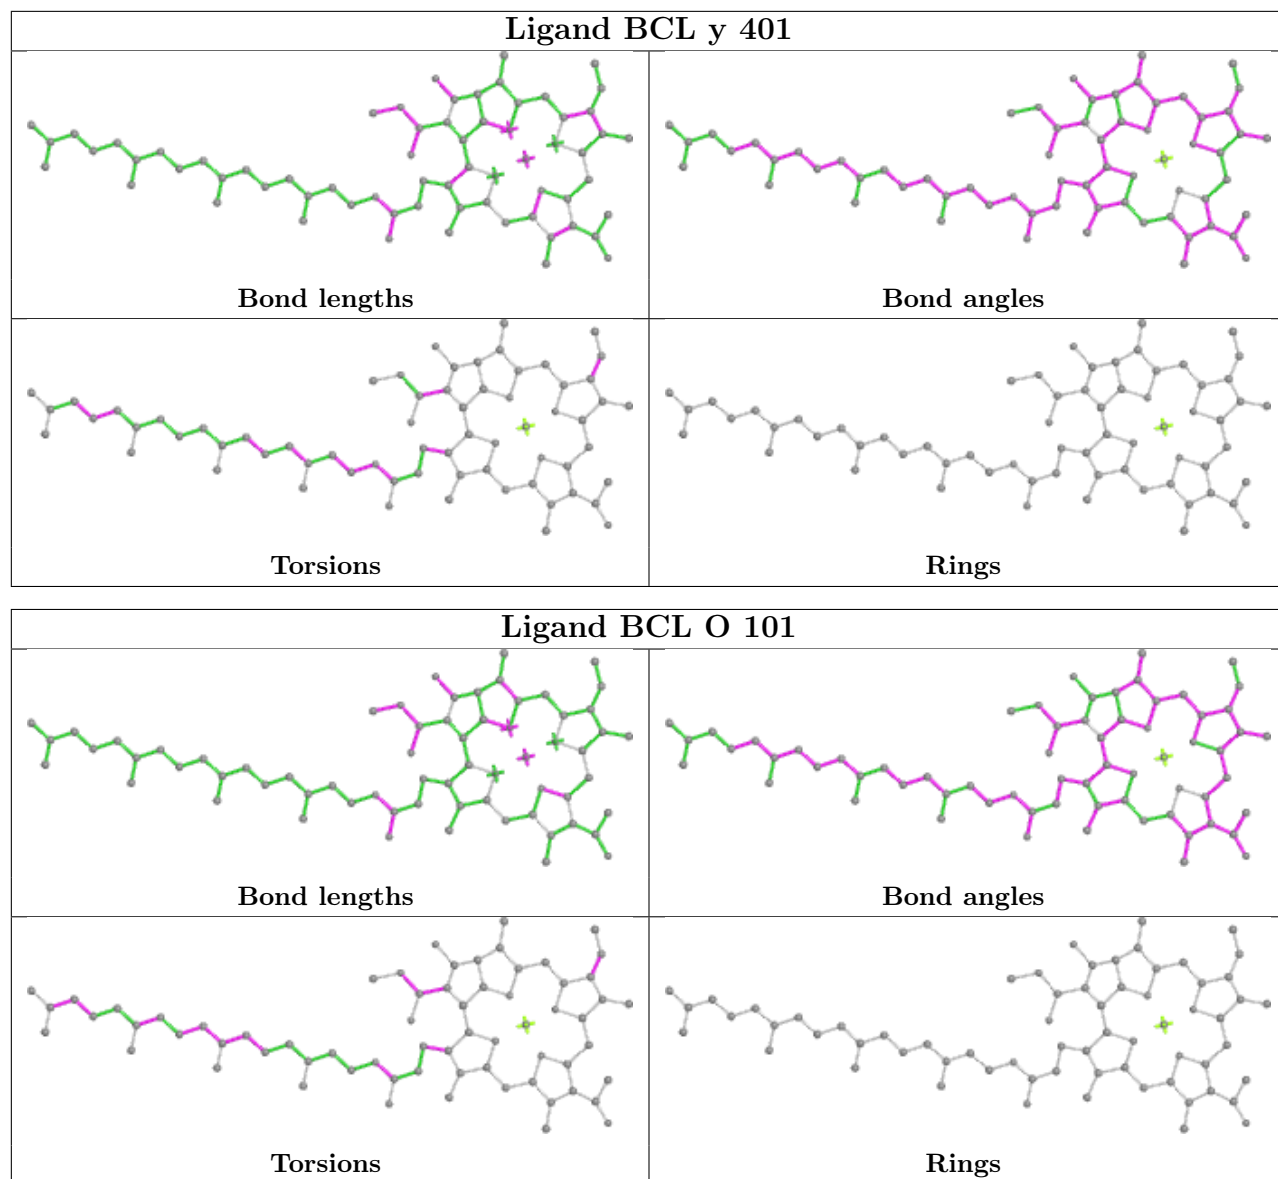 Ligand BCL y 401
Bond lengths
Bond angles
Torsions
Rings
Ligand BCL O 101
Bond lengths
Bond angles
Torsions
Rings